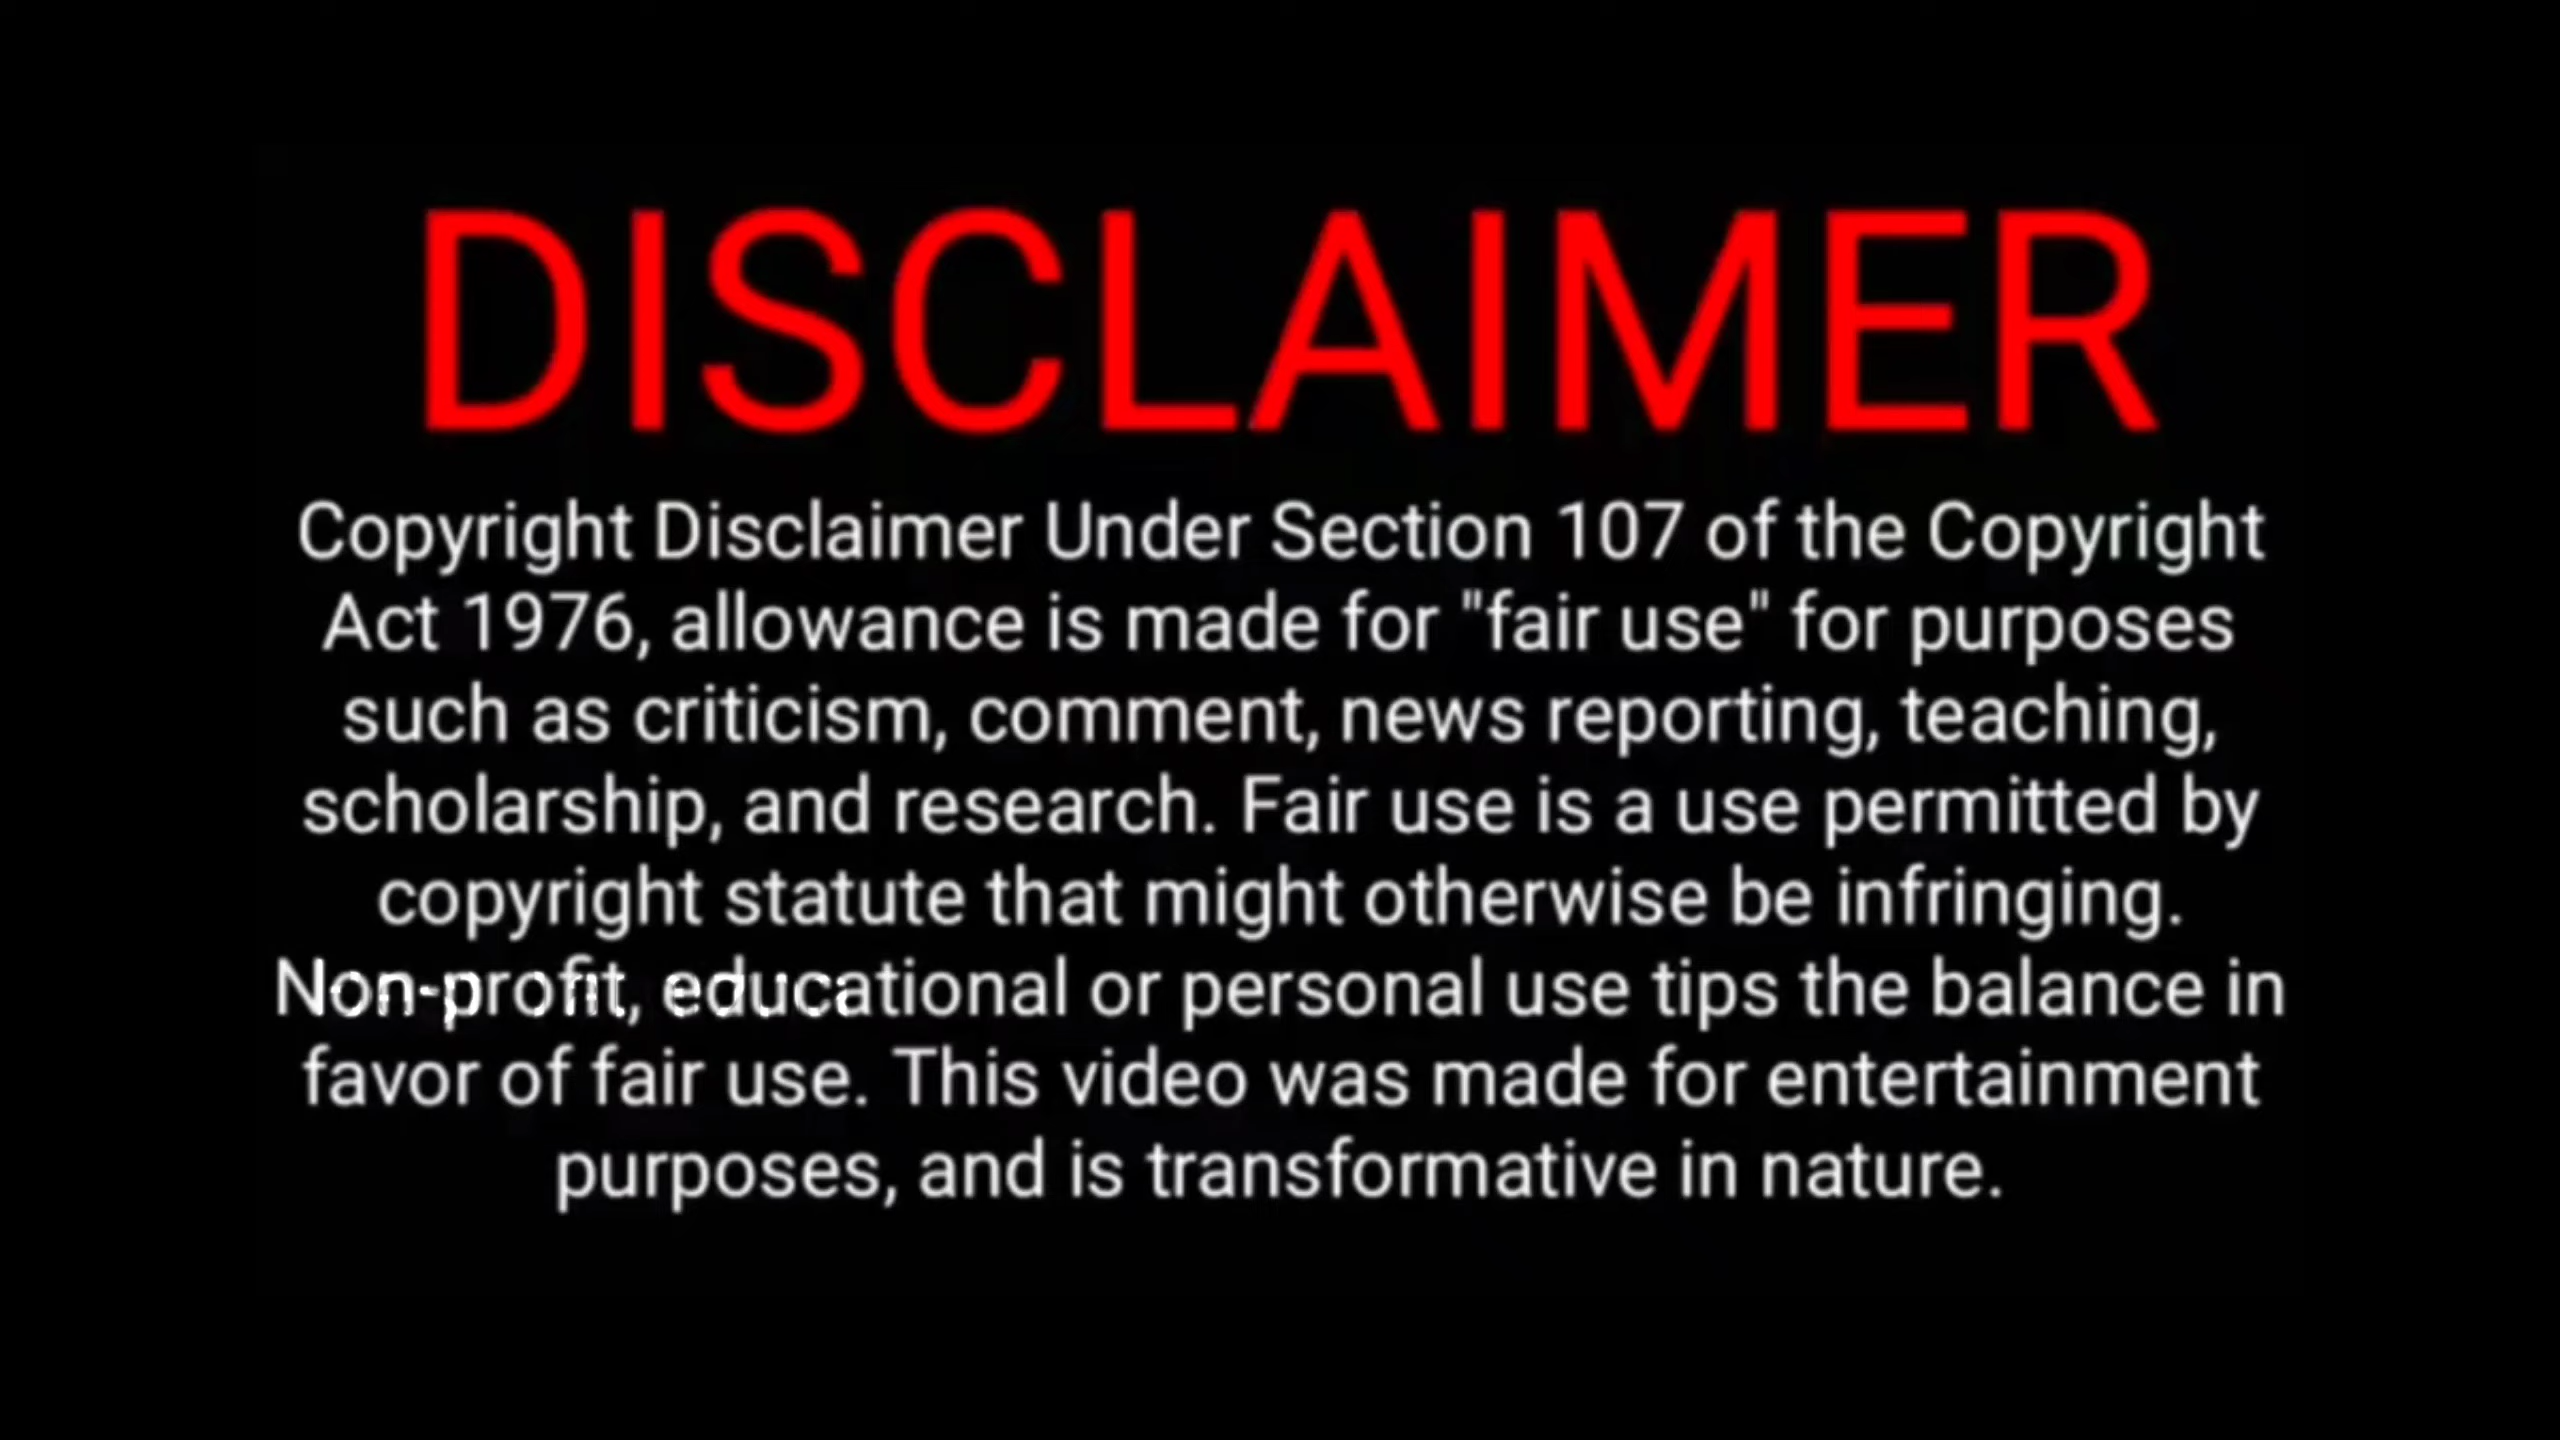 DISCLAIMER
Copyright Disclaimer Under Section 107 of the Copyright
Act 1976, allowance is made for "fair use" for purposes
such as criticism, comment, news reporting, teaching,
scholarship, and research. Fair use is a use permitted by
copyright statute that might otherwise be infringing.
Non-profit, educational or personal use tips the balance in
favor of fair use. This video was made for entertainment
purposes, and is transformative in nature.